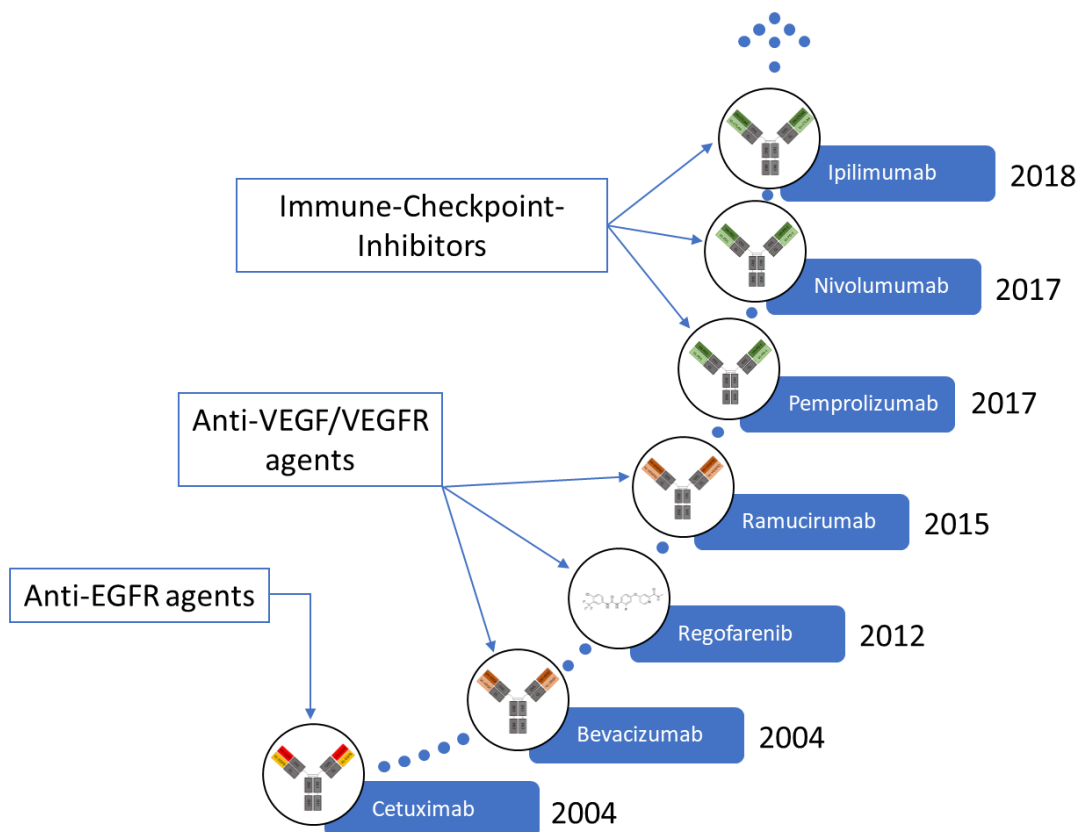 Ipilimumab 2018
Immune-Checkpoint-
Inhibitors
Nivolumumab 2017
Pemprolizumab 2017
Anti-VEGF/VEGFR
agents
Ramucirumab 2015
Anti-EGFR agents
Regofarenib 2012
Bevacizumab 2004
Cetuximab 2004